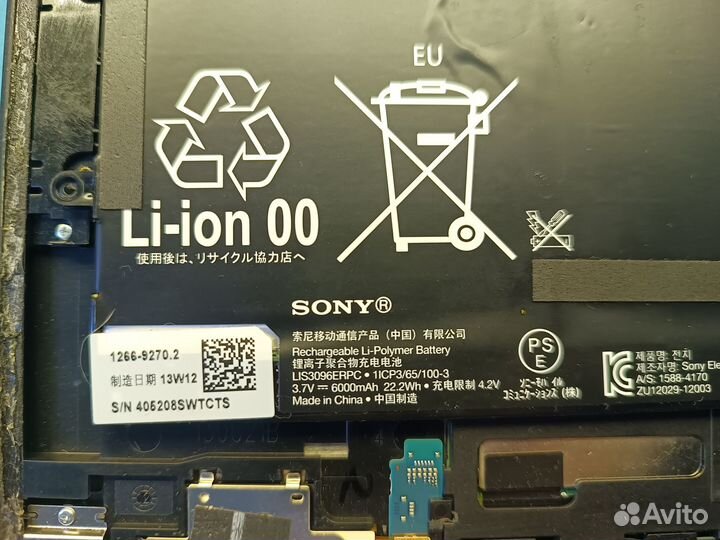 EU
Li-ion 00
使用後は、リサイクル協力店へ
SONY®
索尼移动通信产品（中国）有限公司
Rechargeable Li-Polymer Battery
锂离子聚合物充电电池
LIS3096ERPC • 1ICP3/65/100-3
3.7V 6000mAh 22.2Wh • 充电限制 4.2V
Made in China • 中国制造
1266-9270.2
制造日期 13W12
S/N 405208SWTCTS
PS
E
ソニーモバイル
コミュニケーションズ（株）
제품명 : 전지
제조자명 : Sony Ele
A/S: 1588-4170
ZU12029-12003
Avito